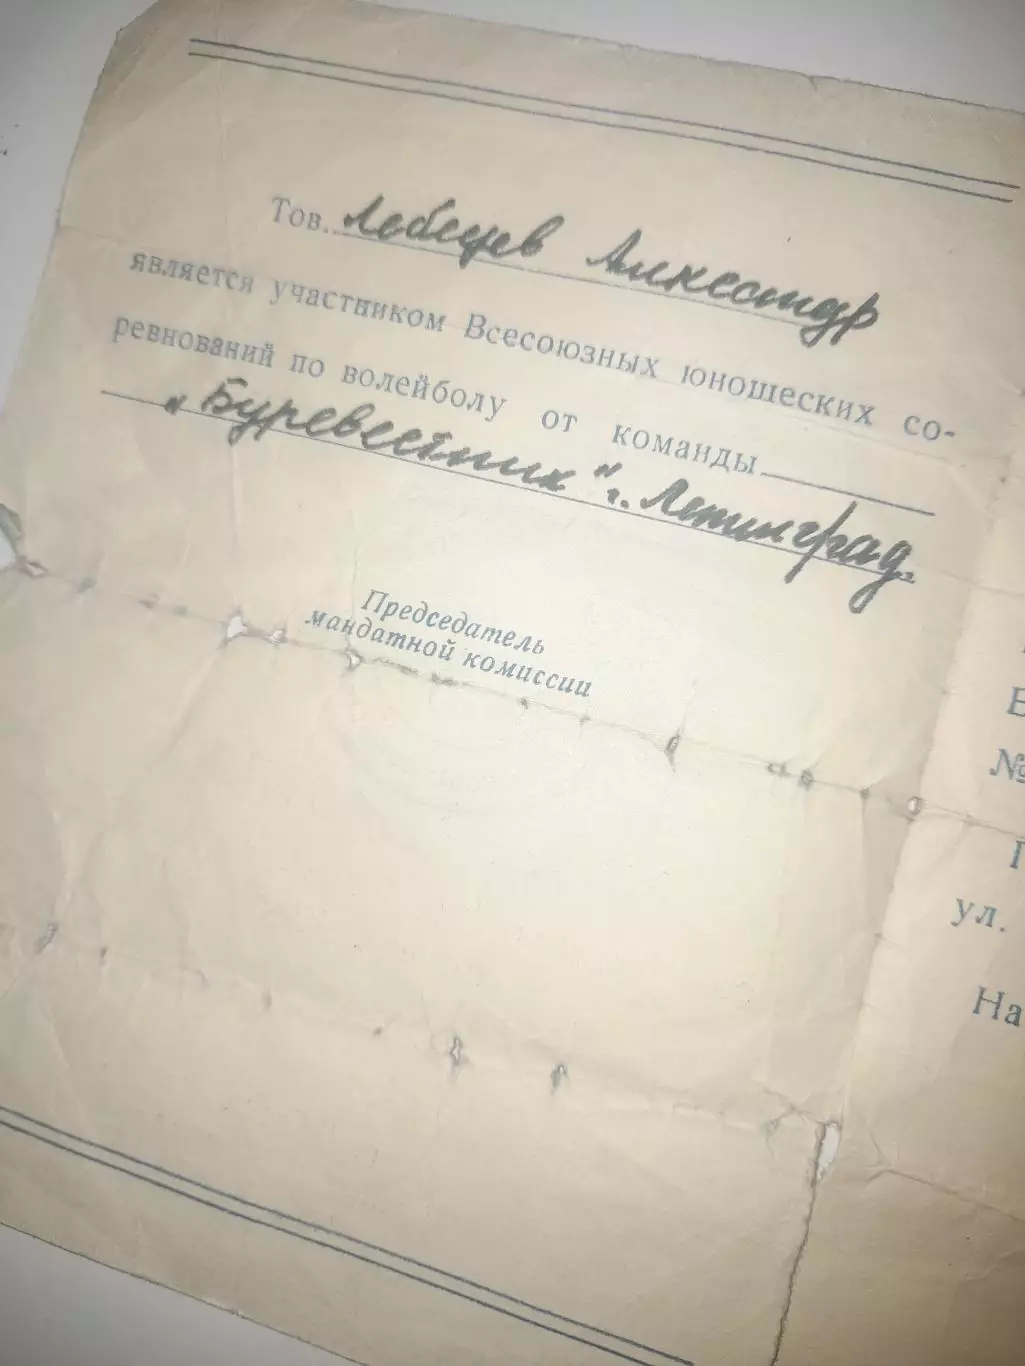 Тов. Лобецев Александр
является участником Всесоюзных юношеских со-
ревнований по волейболу от команды
"Буревестник" г. Ленинград.
Председатель
мандатной комиссии
В
№
Г
ул.
На